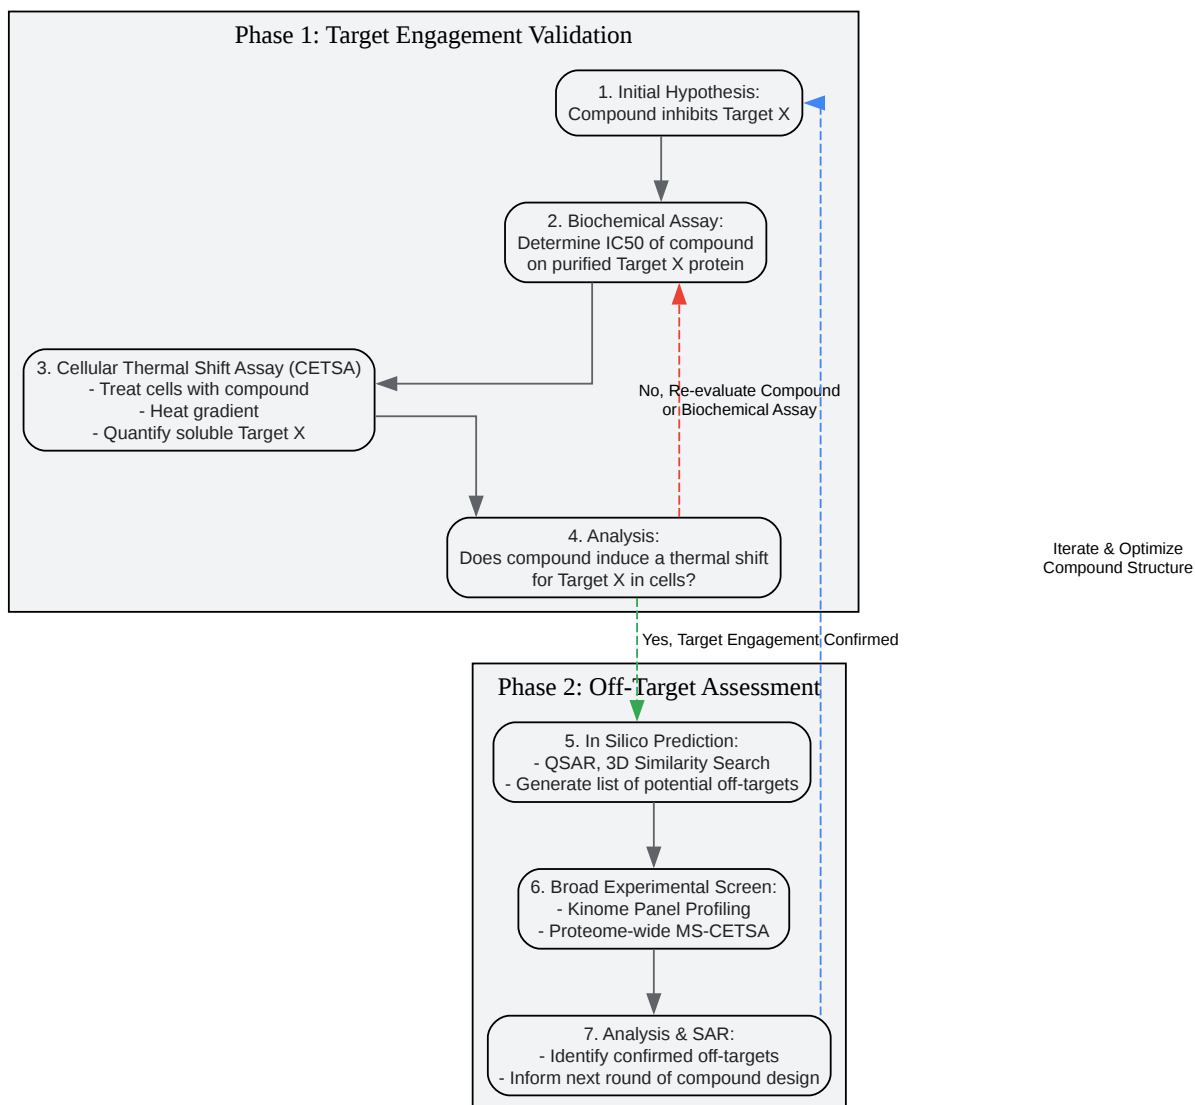 Phase 1: Target Engagement Validation
1. Initial Hypothesis:
Compound inhibits Target X
2. Biochemical Assay:
Determine IC50 of compound
on purified Target X protein
3. Cellular Thermal Shift Assay (CETSA)
- Treat cells with compound
- Heat gradient
- Quantify soluble Target X
No, Re-evaluate Compound
or Biochemical Assay
4. Analysis:
Does compound induce a thermal shift
for Target X in cells?
Iterate & Optimize
Compound Structure
Yes, Target Engagement Confirmed
Phase 2: Off-Target Assessment
5. In Silico Prediction:
- QSAR, 3D Similarity Search
- Generate list of potential off-targets
6. Broad Experimental Screen:
- Kinome Panel Profiling
- Proteome-wide MS-CETSA
7. Analysis & SAR:
- Identify confirmed off-targets
- Inform next round of compound design